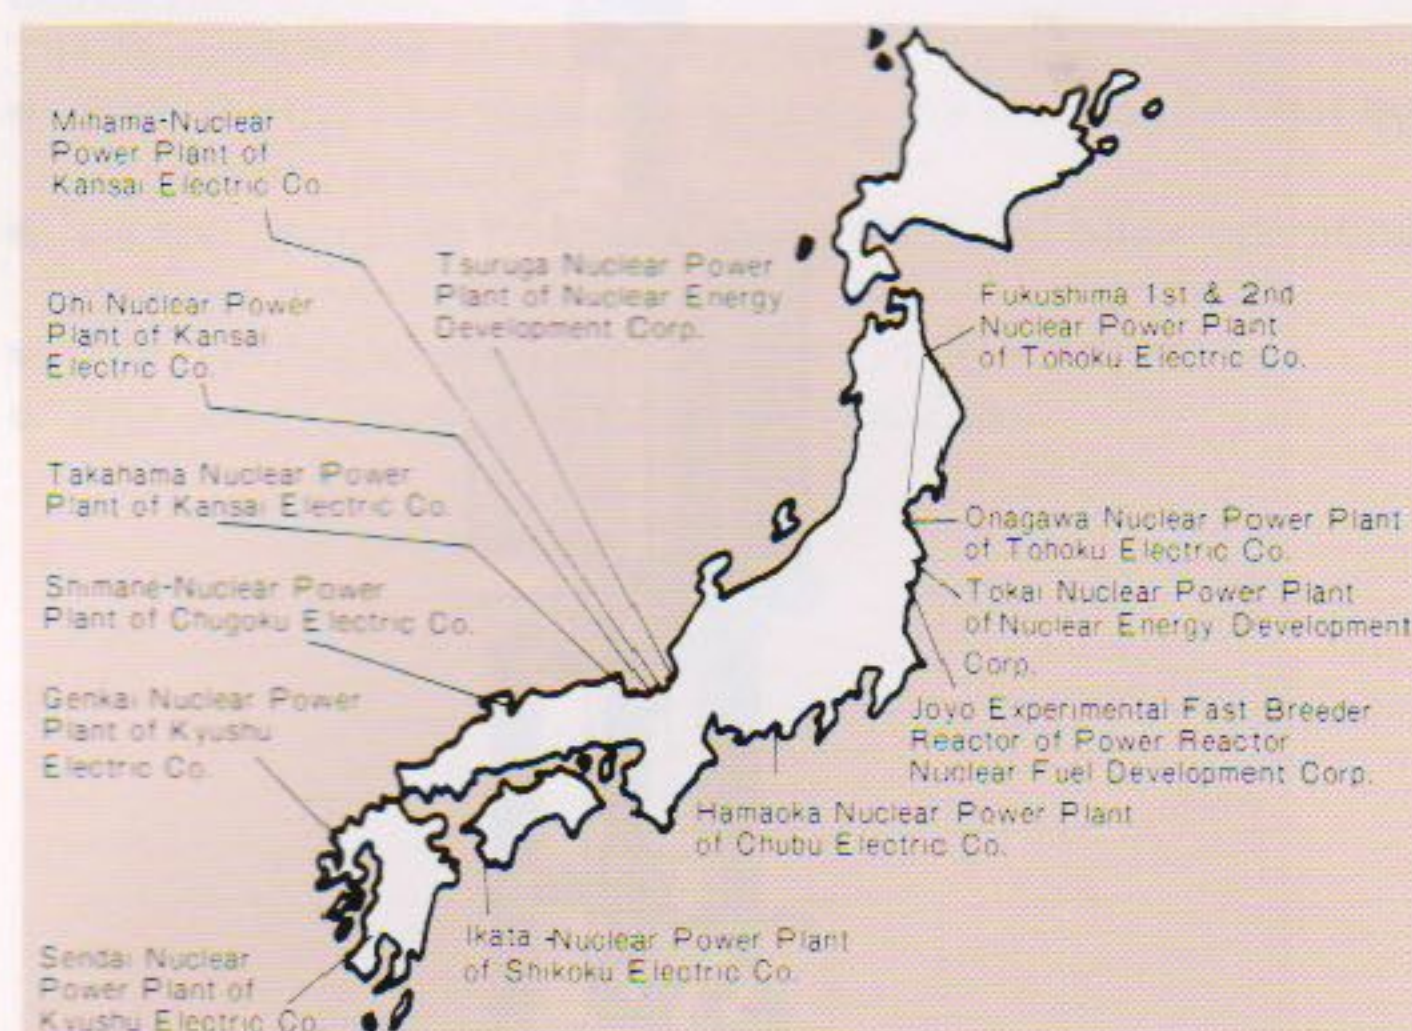 Mihama-Nuclear
Power Plant of
Kansai Electric Co.
Tsuruga Nuclear Power
Plant of Nuclear Energy
Development Corp.
Fukushima 1st & 2nd
Nuclear Power Plant
of Tohoku Electric Co.
Ohi Nuclear Power
Plant of Kansai
Electric Co.
Takahama Nuclear Power
Plant of Kansai Electric Co.
Onagawa Nuclear Power Plant
of Tohoku Electric Co.
Shimane-Nuclear Power
Plant of Chugoku Electric Co.
Tokai Nuclear Power Plant
of Nuclear Energy Development
Corp.
Genkai Nuclear Power
Plant of Kyushu
Electric Co.
Joyo Experimental Fast Breeder
Reactor of Power Reactor
Nuclear Fuel Development Corp.
Hamaoka Nuclear Power Plant
of Chubu Electric Co.
Ikata-Nuclear Power Plant
of Shikoku Electric Co.
Sendai Nuclear
Power Plant of
Kyushu Electric Co.